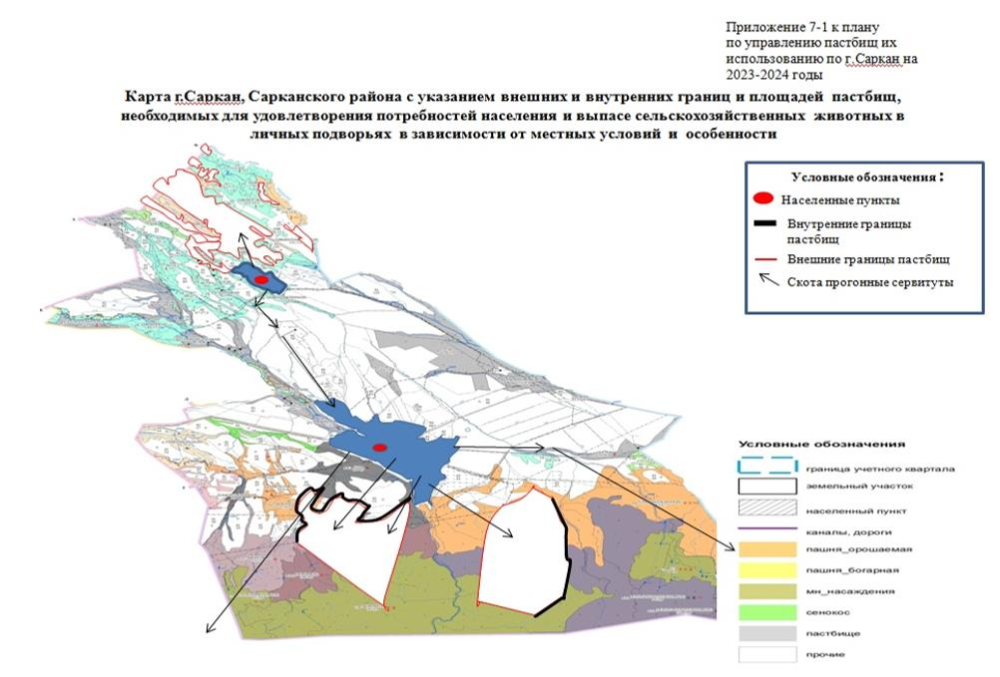 Приложение 7-1 к плану
по управлению пастбищ их
использованию по г.Саркан на
2023-2024 годы
Карта г.Саркан, Сарканского района с указанием внешних и внутренних границ и площадей пастбищ,
необходимых для удовлетворения потребностей населения и выпасе сельскохозяйственных животных в
личных подворьях в зависимости от местных условий и особенности
Условные обозначения :
Населенные пункты
Внутренние границы
пастбищ
Внешние границы пастбищ
Скота прогонные сервитуты
Условные обозначения
граница учетного квартала
земельный участок
населенный пункт
каналы, дороги
пашня_орошаемая
пашня_богарная
мн_насаждения
сенокос
пастбище
прочие